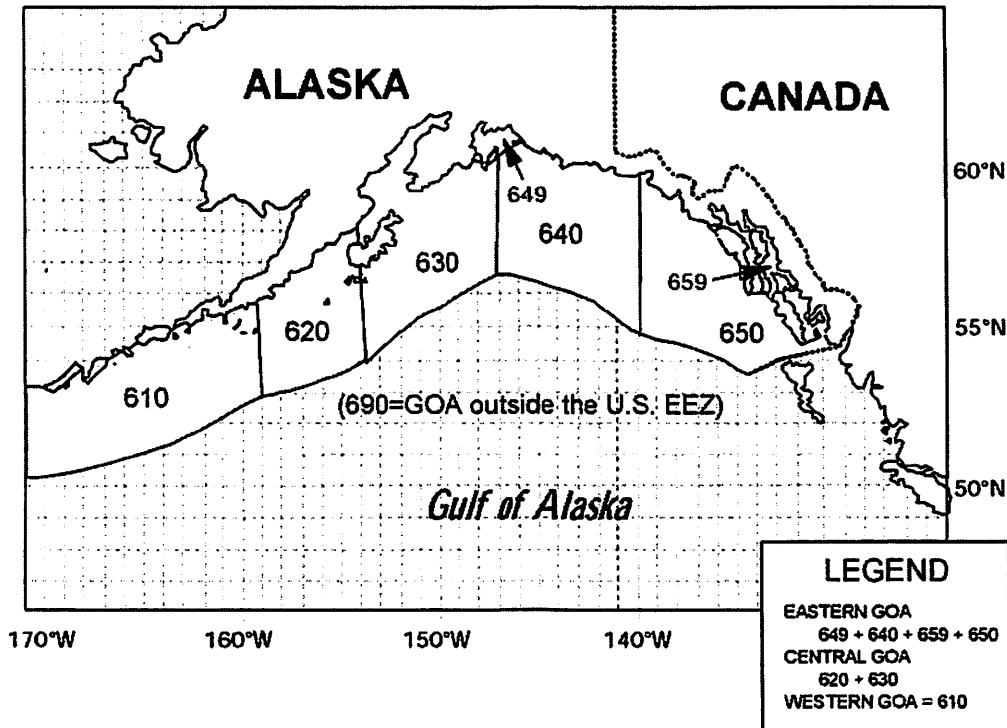 ALASKA
CANADA
60°N
649
640
630
659
55°N
620
650
610
(690=GOA outside the U.S. EEZ)
50°N
Gulf of Alaska
LEGEND
EASTERN GOA
649 + 640 + 659 + 650
CENTRAL GOA
620 + 630
WESTERN GOA = 610
170°W
160°W
150°W
140°W